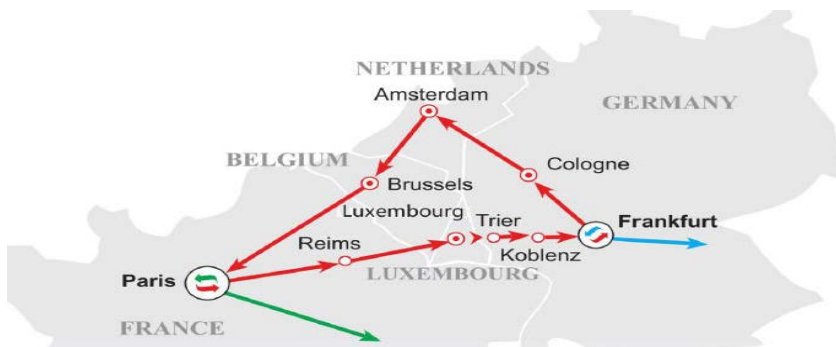 NETHERLANDS
Amsterdam
GERMANY
BELGIUM
Cologne
Brussels
Luxembourg
Trier
Frankfurt
Reims
Koblenz
LUXEMBOURG
Paris
FRANCE